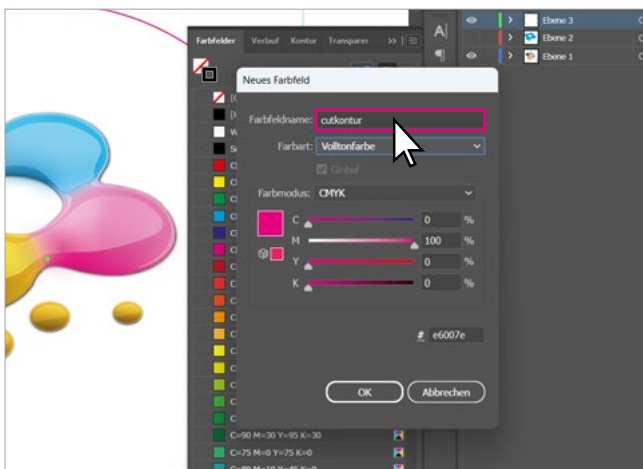 Farbfelder Verlauf Kontur Transparer
Ebene 3
Ebene 2
Ebene 1
Neues Farbfeld
Farbfeldname: cutkontur
Farbart: Volltonfarbe
Global
Farbmodus: CMYK
C 0 %
M 100 %
Y 0 %
K 0 %
# e6007e
OK Abbrechen
C=90 M=30 Y=95 K=30
C=75 M=0 Y=75 K=0